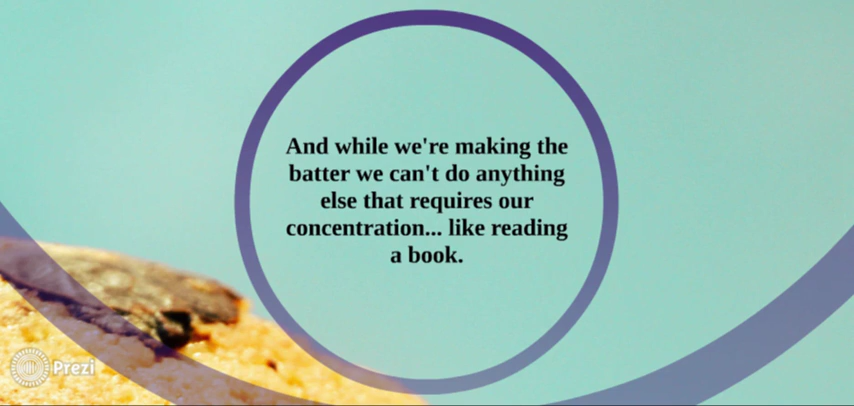 And while we're making the
batter we can't do anything
else that requires our
concentration... like reading
a book.
Prezi